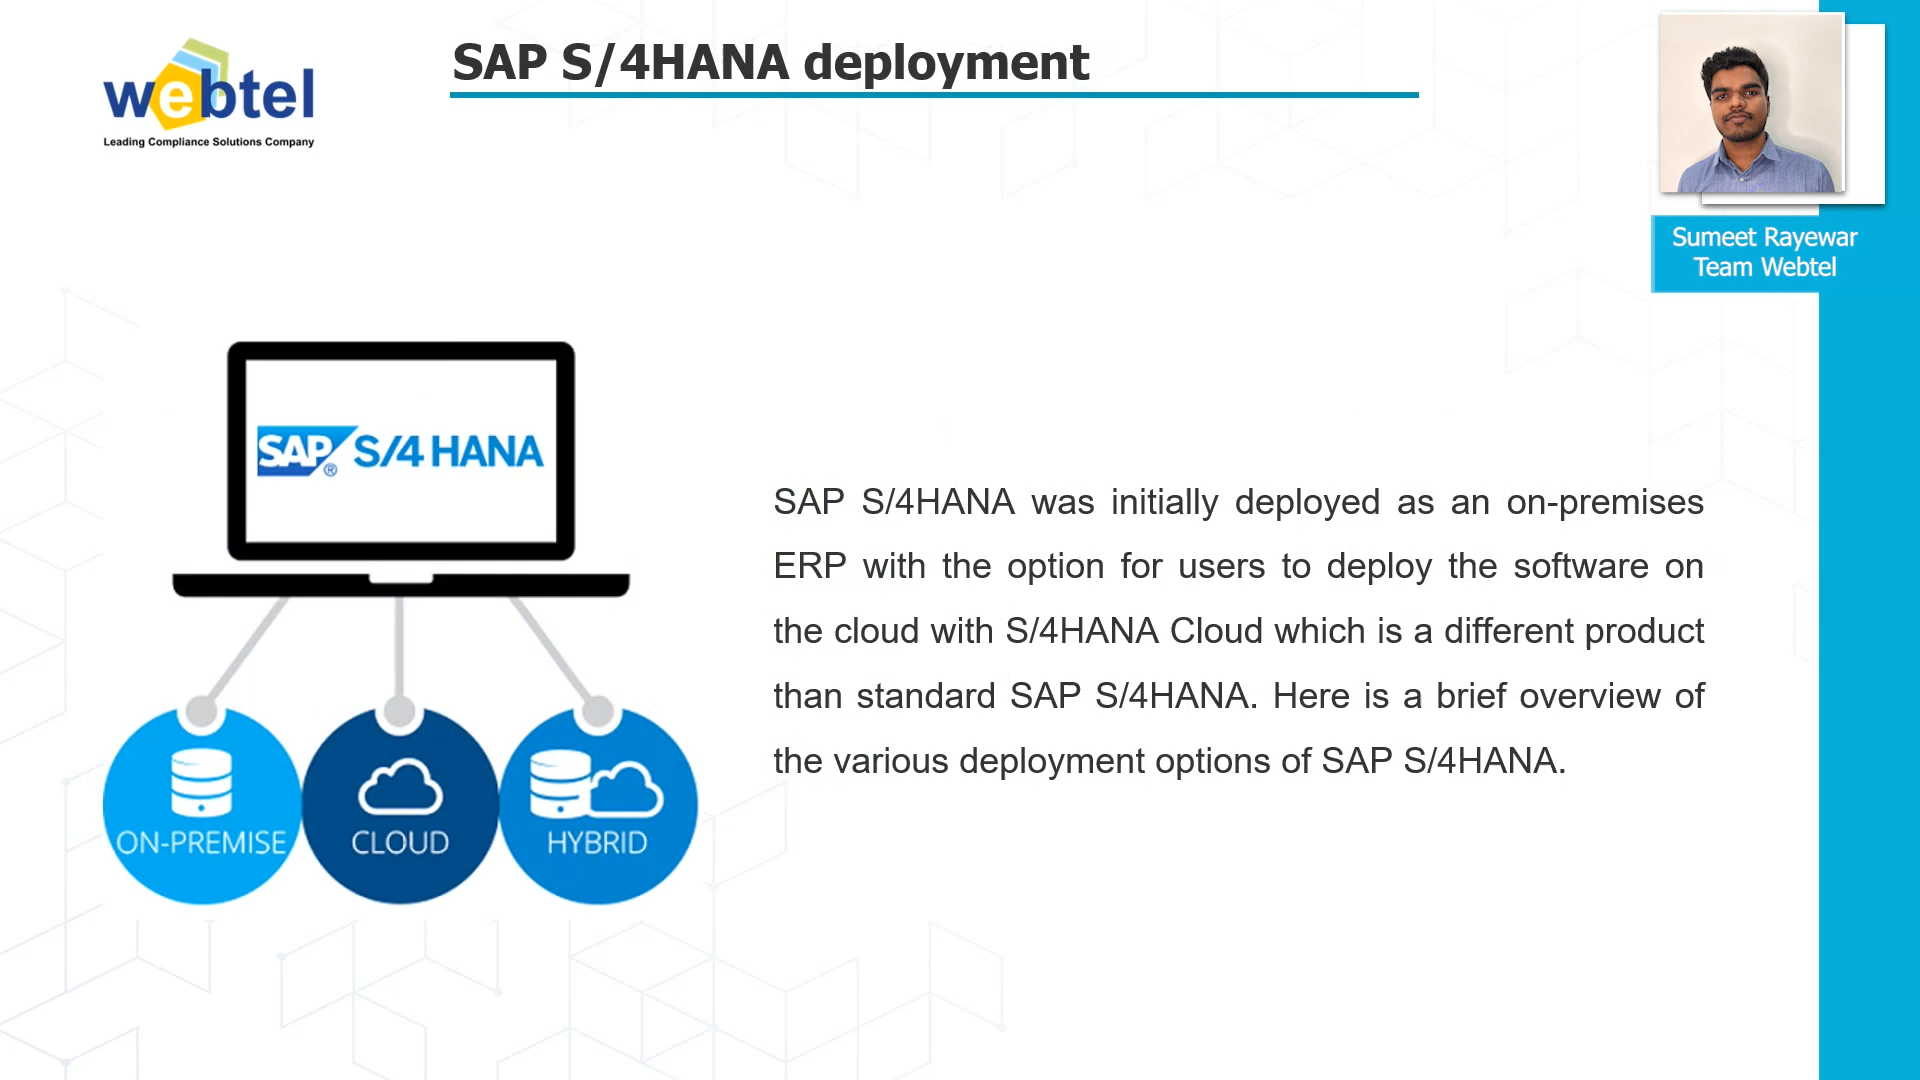 webtel
Leading Compliance Solutions Company
SAP S/4HANA deployment
Sumeet Rayewar
Team Webtel
SAP® S/4 HANA
ON-PREMISE
CLOUD
HYBRID
SAP S/4HANA was initially deployed as an on-premises
ERP with the option for users to deploy the software on
the cloud with S/4HANA Cloud which is a different product
than standard SAP S/4HANA. Here is a brief overview of
the various deployment options of SAP S/4HANA.